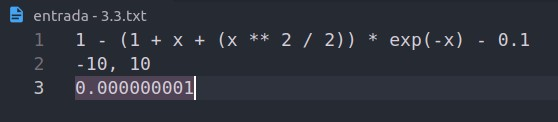 entrada - 3.3.txt
1 1 - (1 + x + (x ** 2 / 2)) * exp(-x) - 0.1
2 -10, 10
3 0.000000001